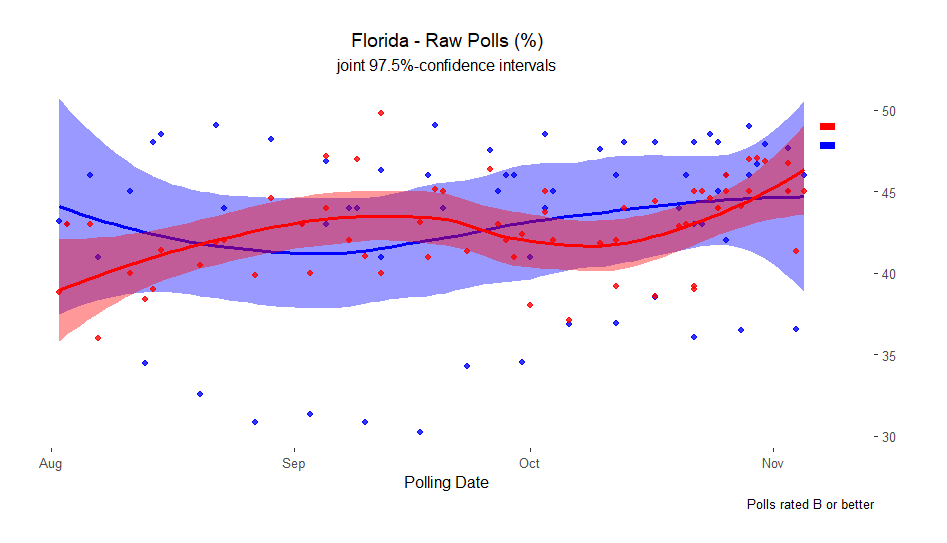 Florida - Raw Polls (%)
joint 97.5%-confidence intervals
50
45
40
35
30
Aug Sep Oct Nov
Polling Date
Polls rated B or better